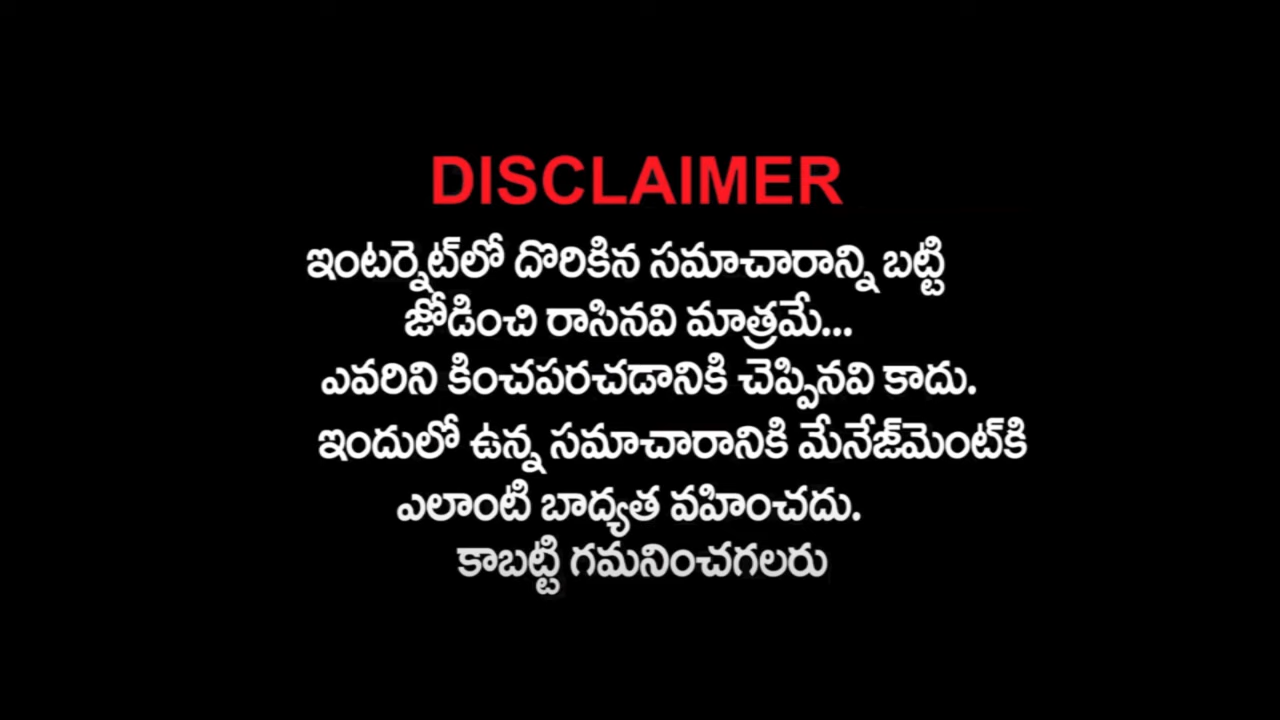 DISCLAIMER
ఇంటర్నెట్‌లో దొరికిన సమాచారాన్ని బట్టి
జోడించి రాసినవి మాత్రమే...
ఎవరిని కించపరచడానికి చెప్పినవి కాదు.
ఇందులో ఉన్న సమాచారానికి మేనేజ్‌మెంట్‌కి
ఎలాంటి బాద్యత వహించదు.
కాబట్టి గమనించగలరు